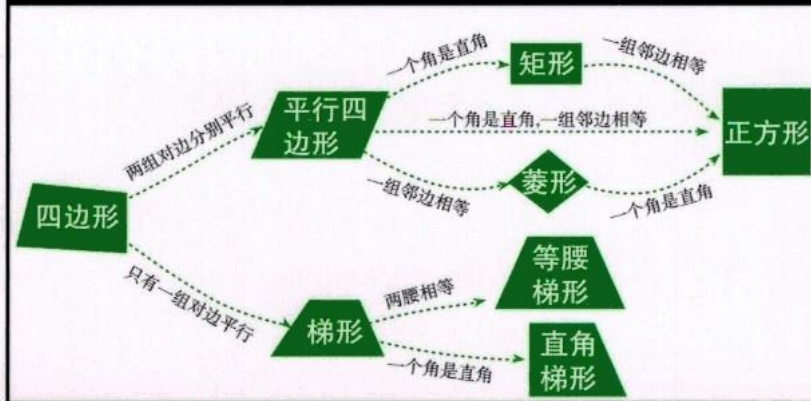 一个角是直角
矩形
一组邻边相等
两组对边分别平行
平行四
边形
一个角是直角,一组邻边相等
正方形
四边形
一组邻边相等
菱形
一个角是直角
只有一组对边平行
梯形
两腰相等
等腰
梯形
一个角是直角
直角
梯形